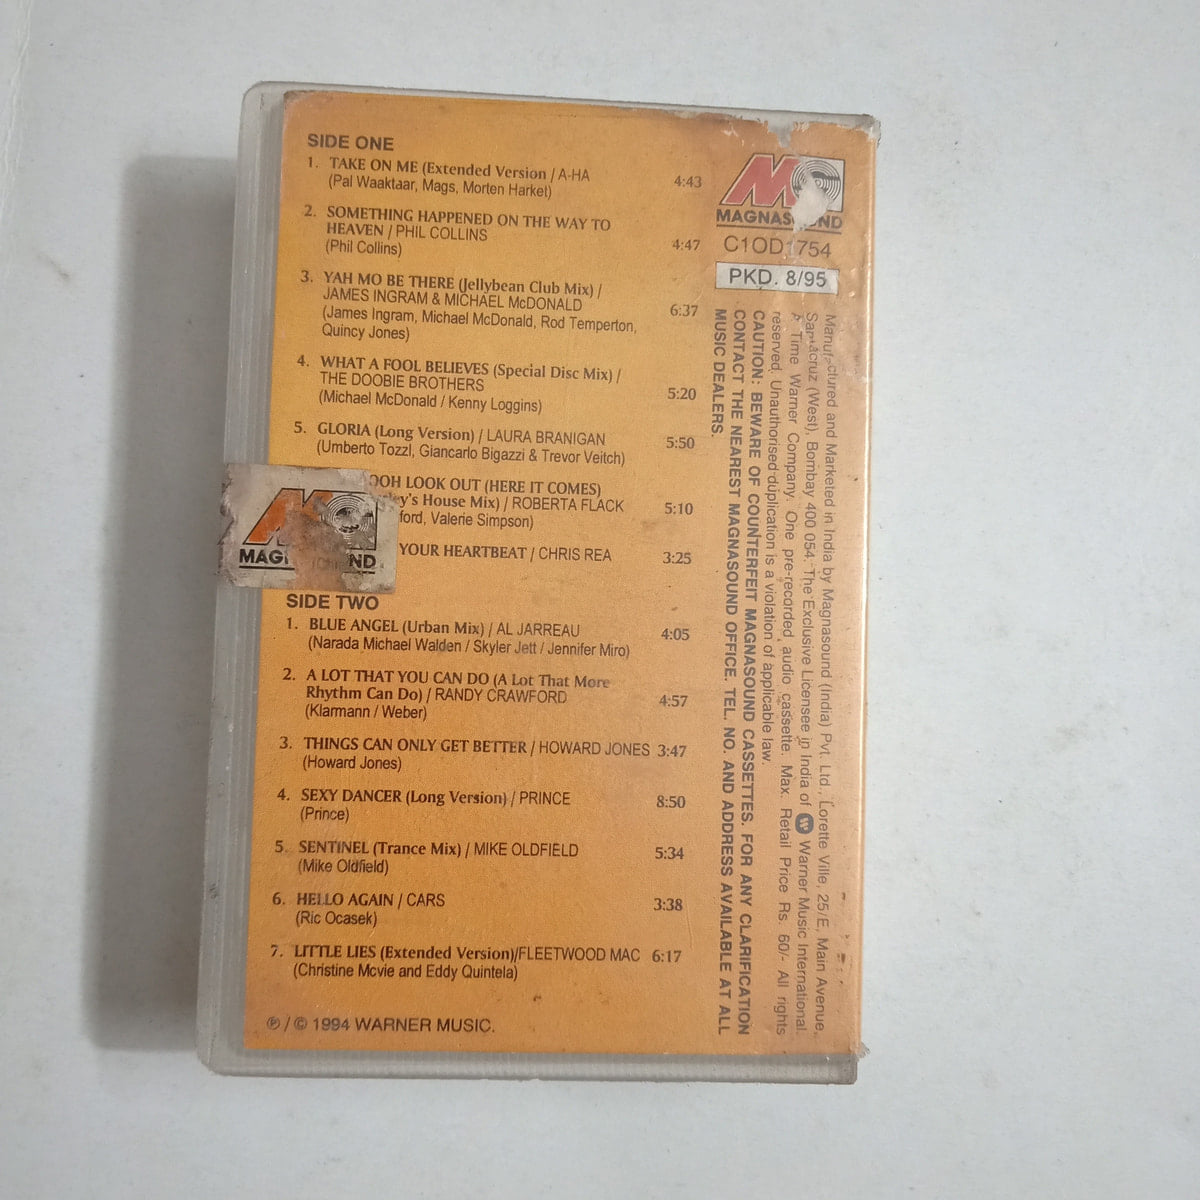 SIDE ONE
1. TAKE ON ME (Extended Version / A-HA
(Pal Waaktaar, Mags, Morten Harket) 4:43
2. SOMETHING HAPPENED ON THE WAY TO
HEAVEN / PHIL COLLINS
(Phil Collins) 4:47
3. YAH MO BE THERE (Jellybean Club Mix) /
JAMES INGRAM & MICHAEL McDONALD
(James Ingram, Michael McDonald, Rod Temperton, 6:37
Quincy Jones)
4. WHAT A FOOL BELIEVES (Special Disc Mix) /
THE DOOBIE BROTHERS
(Michael McDonald / Kenny Loggins) 5:20
5. GLORIA (Long Version) / LAURA BRANIGAN
(Umberto Tozzl, Giancarlo Bigazzi & Trevor Veitch) 5:50
OOH LOOK OUT (HERE IT COMES)
House Mix) / ROBERTA FLACK 5:10
Valerie Simpson)
YOUR HEARTBEAT / CHRIS REA 3:25
SIDE TWO
1. BLUE ANGEL (Urban Mix) / AL JARREAU
(Narada Michael Walden / Skyler Jett / Jennifer Miro) 4:05
2. A LOT THAT YOU CAN DO (A Lot That More
Rhythm Can Do) / RANDY CRAWFORD 4:57
(Klarmann / Weber)
3. THINGS CAN ONLY GET BETTER / HOWARD JONES 3:47
(Howard Jones)
4. SEXY DANCER (Long Version) / PRINCE 8:50
(Prince)
5. SENTINEL (Trance Mix) / MIKE OLDFIELD 5:34
(Mike Oldfield)
6. HELLO AGAIN / CARS 3:38
(Ric Ocasek)
7. LITTLE LIES (Extended Version)/FLEETWOOD MAC 6:17
(Christine Mcvie and Eddy Quintela)
℗ / © 1994 WARNER MUSIC.
MAGNASOUND
C1OD1754
PKD. 8/95
Manufactured and Marketed in India by Magnasound (India) Pvt. Ltd., Lorette Ville, 25/E, Main Avenue,
Santacruz (West), Bombay 400 054. The Exclusive Licensee in India of Warner Music International.
A Time Warner Company. One pre-recorded audio cassette. Max. Retail Price Rs. 60/- All rights
reserved. Unauthorised duplication is a violation of applicable law.
CAUTION: BEWARE OF COUNTERFEIT MAGNASOUND CASSETTES. FOR ANY CLARIFICATION
CONTACT THE NEAREST MAGNASOUND OFFICE. TEL. NO. AND ADDRESS AVAILABLE AT ALL
MUSIC DEALERS.